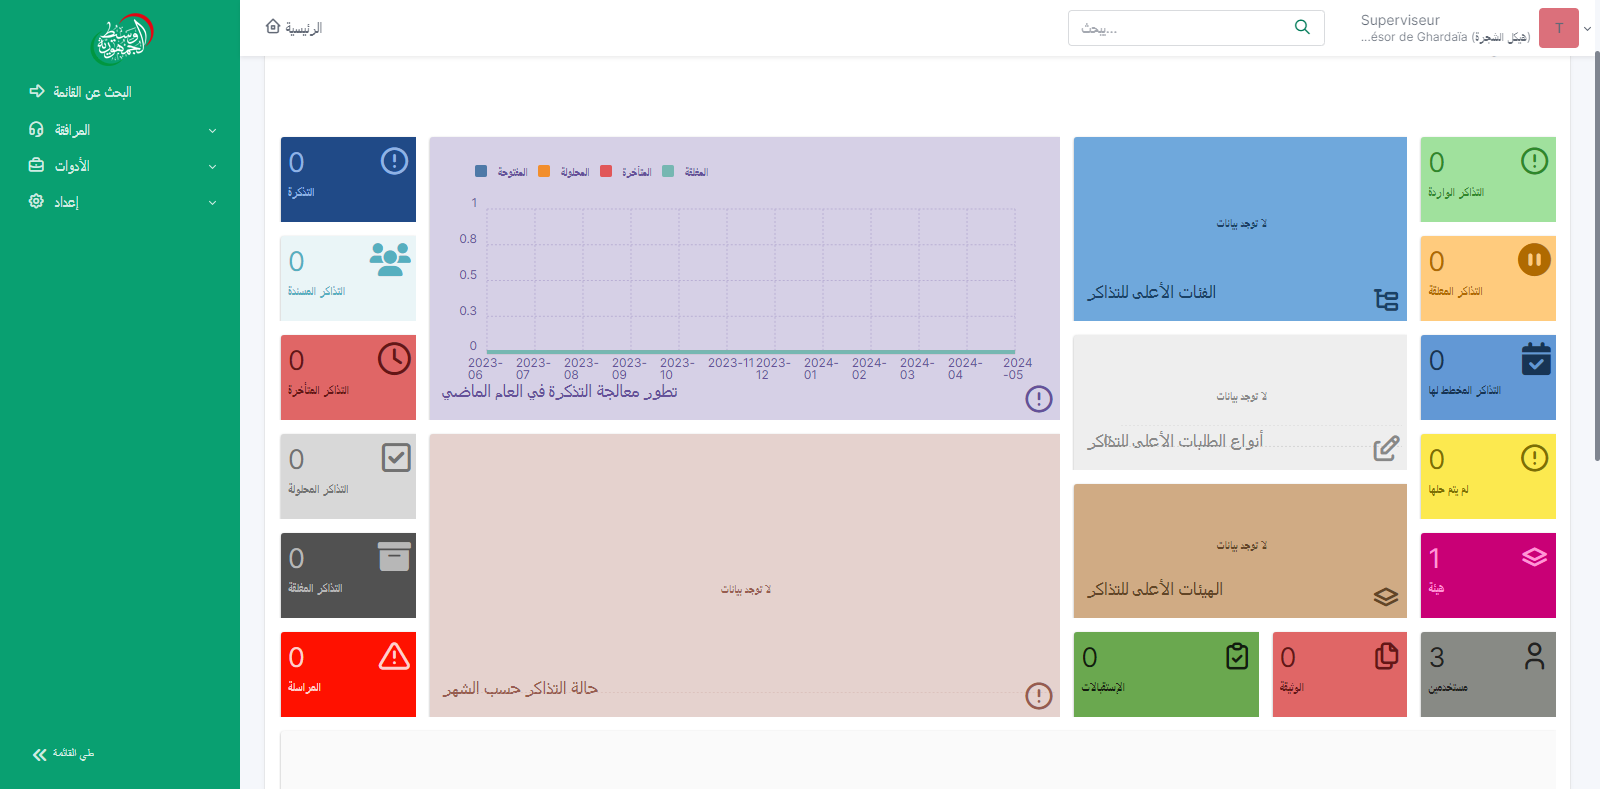 وسيط الجمهورية
البحث عن القائمة
المرافقة
الأدوات
إعداد
طي القائمة
الرئيسية
يبحث...
Superviseur
...ésor de Ghardaïa (هيكل الشجرة)
T
0
التذكرة
0
التذاكر المسندة
0
التذاكر المتأخرة
0
التذاكر المحلولة
0
التذاكر المغلقة
0
المراسلة
المفتوحة
المحلولة
المتأخرة
المغلقة
1
0.8
0.5
0.3
0
2023-06
2023-07
2023-08
2023-09
2023-10
2023-11
2023-12
2024-01
2024-02
2024-03
2024-04
2024-05
تطور معالجة التذكرة في العام الماضي
لا توجد بيانات
حالة التذاكر حسب الشهر
لا توجد بيانات
الفئات الأعلى للتذاكر
لا توجد بيانات
أنواع الطلبات الأعلى للتذاكر
لا توجد بيانات
الهيئات الأعلى للتذاكر
0
الإستقبالات
0
الوثيقة
0
التذاكر الواردة
0
التذاكر المعلقة
0
التذاكر المخطط لها
0
لم يتم حلها
1
هيئة
3
مستخدمين